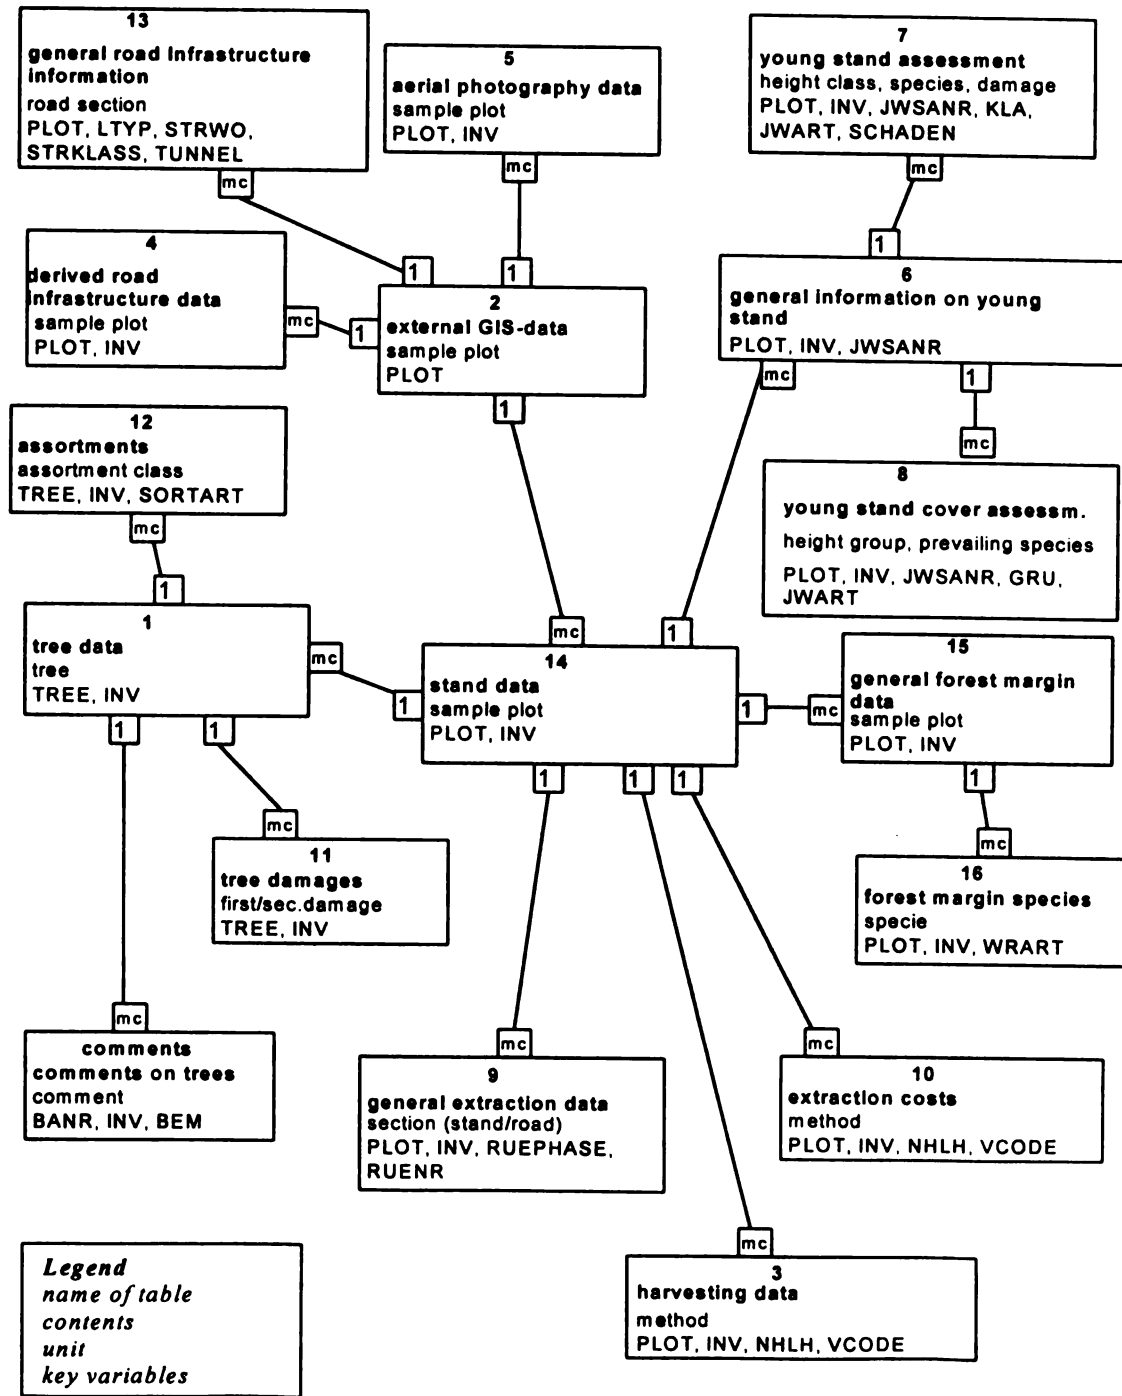 13
general road Infrastructure
information
road section
PLOT, LTYP, STRWO,
STRKLASS, TUNNEL
mc
5
aerial photography data
sample plot
PLOT, INV
mc
7
young stand assessment
height class, species, damage
PLOT, INV, JWSANR, KLA,
JWART, SCHADEN
mc
4
derived road
infrastructure data
sample plot
PLOT, INV
mc
1
1
1
2
external GIS-data
sample plot
PLOT
1
1
6
general information on young
stand
PLOT, INV, JWSANR
mc
1
12
assortments
assortment class
TREE, INV, SORTART
mc
mc
8
young stand cover assessm.
height group, prevailing species
PLOT, INV, JWSANR, GRU,
JWART
1
1
tree data
tree
TREE, INV
mc
1
1
mc
1
14
stand data
sample plot
PLOT, INV
1
1
1
1
1
mc
15
general forest margin
data
sample plot
PLOT, INV
1
mc
11
tree damages
first/sec.damage
TREE, INV
mc
16
forest margin species
specie
PLOT, INV, WRART
mc
comments
comments on trees
comment
BANR, INV, BEM
mc
9
general extraction data
section (stand/road)
PLOT, INV, RUEPHASE,
RUENR
mc
10
extraction costs
method
PLOT, INV, NHLH, VCODE
mc
3
harvesting data
method
PLOT, INV, NHLH, VCODE
Legend
name of table
contents
unit
key variables